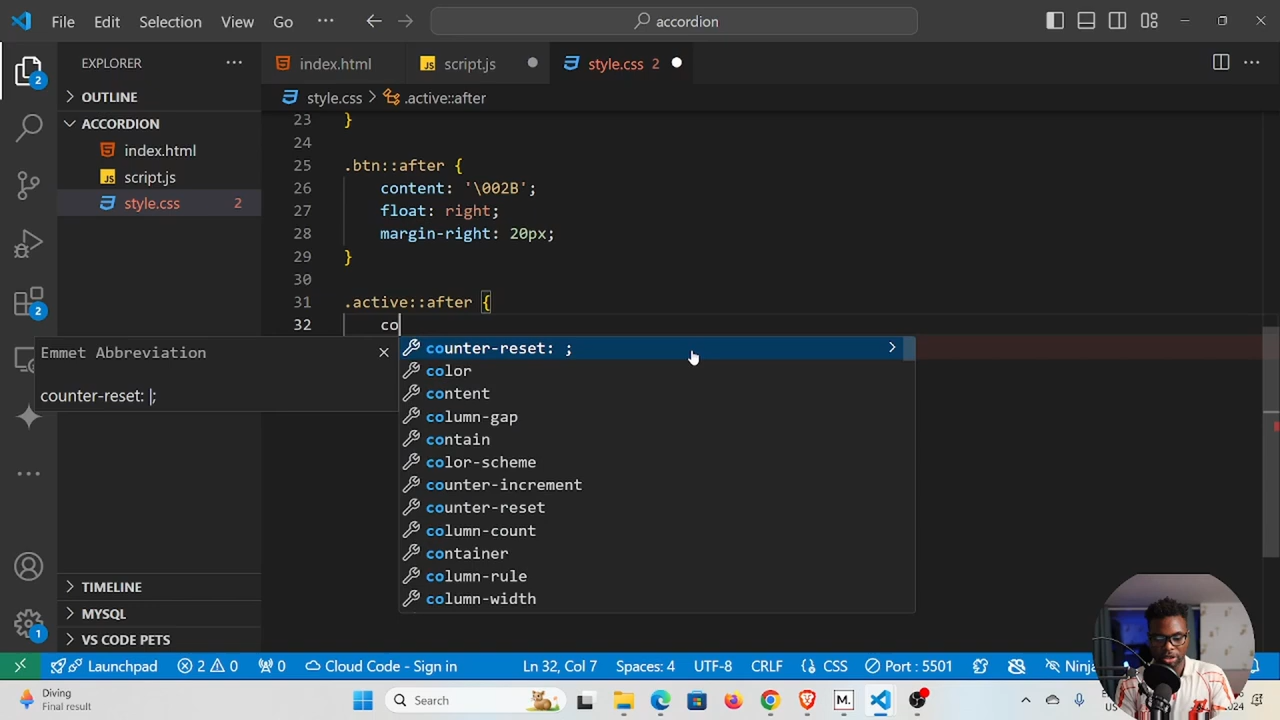 File Edit Selection View Go ··· accordion
EXPLORER ··· index.html script.js style.css 2
OUTLINE
style.css > .active::after
ACCORDION
index.html
script.js
style.css 2
2
2
1
TIMELINE
MYSQL
VS CODE PETS
23 }
24
25 .btn::after {
26 content: '\002B';
27 float: right;
28 margin-right: 20px;
29 }
30
31 .active::after {
32 co
Emmet Abbreviation
counter-reset: |;
counter-reset: ;
color
content
column-gap
contain
color-scheme
counter-increment
counter-reset
column-count
container
column-rule
column-width
Launchpad 2 0 0 Cloud Code - Sign in Ln 32, Col 7 Spaces: 4 UTF-8 CRLF CSS Port : 5501 Ninja
Diving
Final result
Search
M.